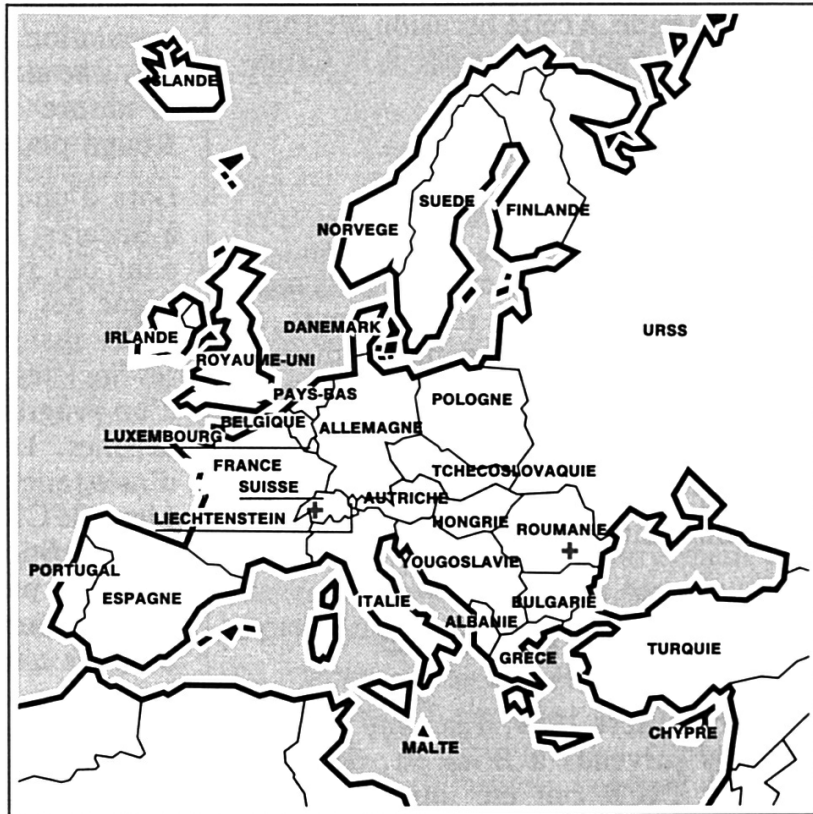 ISLANDE
SUEDE
FINLANDE
NORVEGE
DANEMARK
URSS
IRLANDE
ROYAUME-UNI
PAYS-BAS
POLOGNE
BELGIQUE
ALLEMAGNE
LUXEMBOURG
FRANCE
TCHECOSLOVAQUIE
SUISSE
AUTRICHE
LIECHTENSTEIN
HONGRIE
ROUMANIE
YOUGOSLAVIE
PORTUGAL
ESPAGNE
ITALIE
BULGARIE
ALBANIE
GRECE
TURQUIE
CHYPRE
MALTE